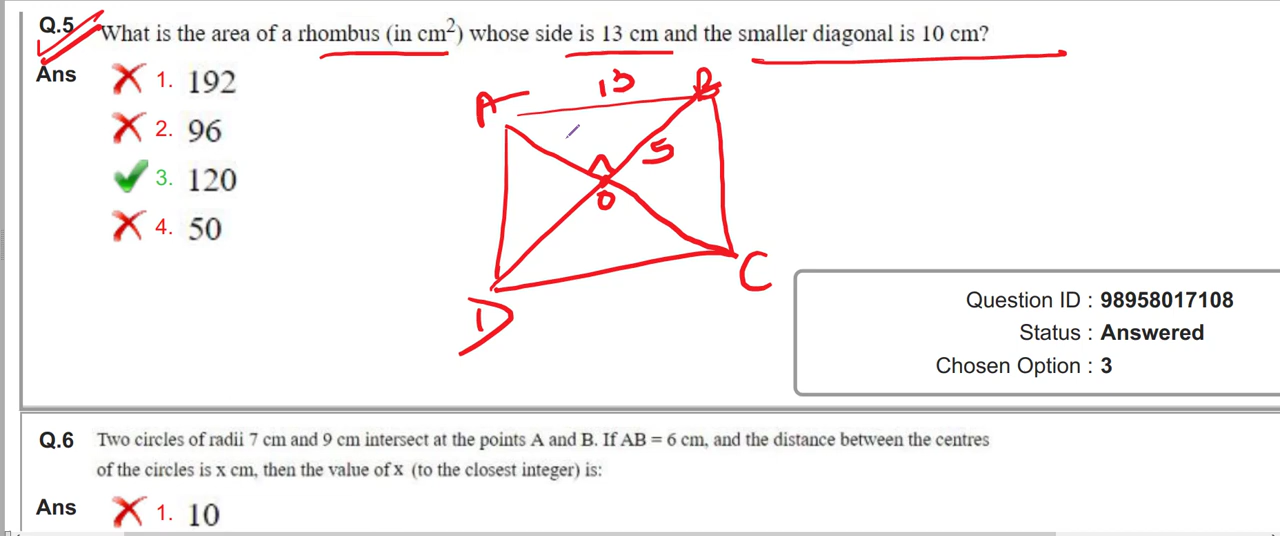 Q.5 What is the area of a rhombus (in cm²) whose side is 13 cm and the smaller diagonal is 10 cm?
Ans 1. 192
2. 96
3. 120
4. 50
A 13 B
5
O
D C
Question ID : 98958017108
Status : Answered
Chosen Option : 3
Q.6 Two circles of radii 7 cm and 9 cm intersect at the points A and B. If AB = 6 cm, and the distance between the centres
of the circles is x cm, then the value of x (to the closest integer) is:
Ans 1. 10